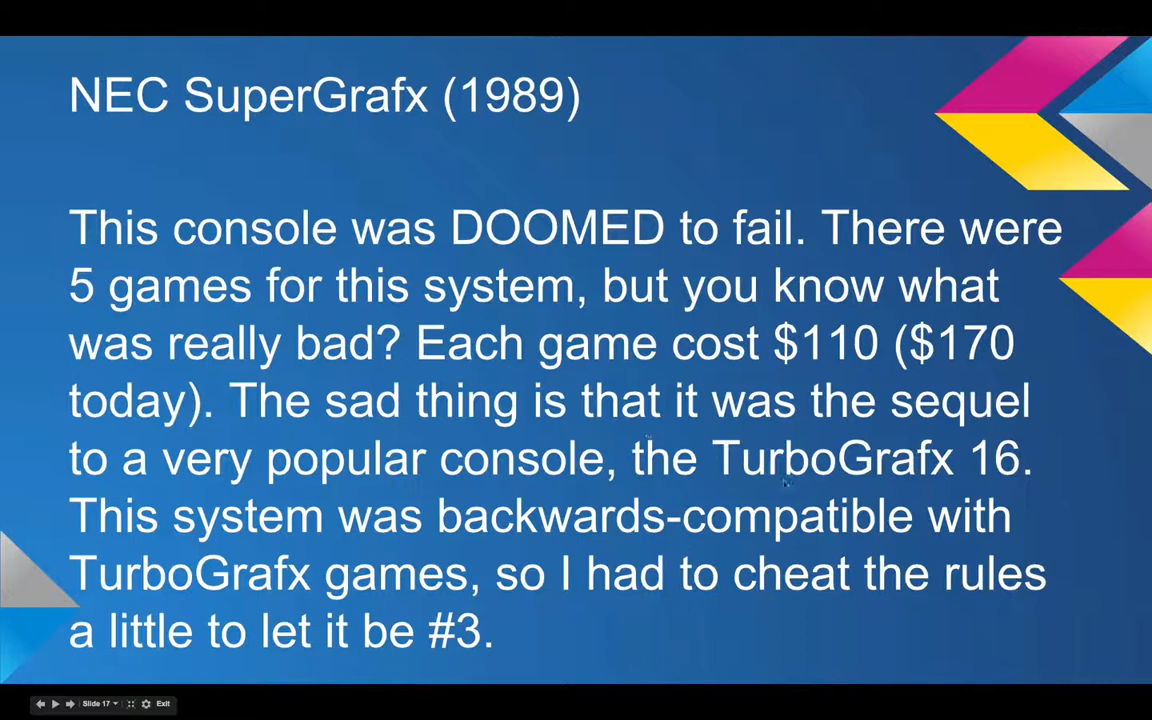 NEC SuperGrafx (1989)
This console was DOOMED to fail. There were
5 games for this system, but you know what
was really bad? Each game cost $110 ($170
today). The sad thing is that it was the sequel
to a very popular console, the TurboGrafx 16.
This system was backwards-compatible with
TurboGrafx games, so I had to cheat the rules
a little to let it be #3.
Slide 17 Exit